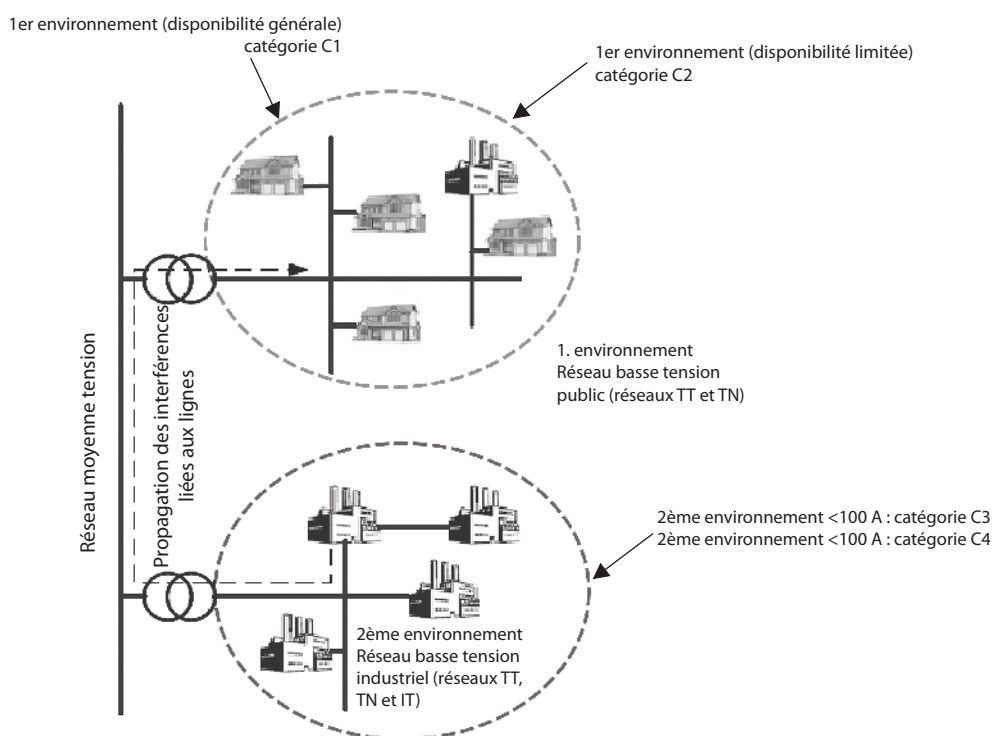 1er environnement (disponibilité générale)
catégorie C1
1er environnement (disponibilité limitée)
catégorie C2
Réseau moyenne tension
Propagation des interférences
liées aux lignes
1. environnement
Réseau basse tension
public (réseaux TT et TN)
2ème environnement <100 A : catégorie C3
2ème environnement <100 A : catégorie C4
2ème environnement
Réseau basse tension
industriel (réseaux TT,
TN et IT)